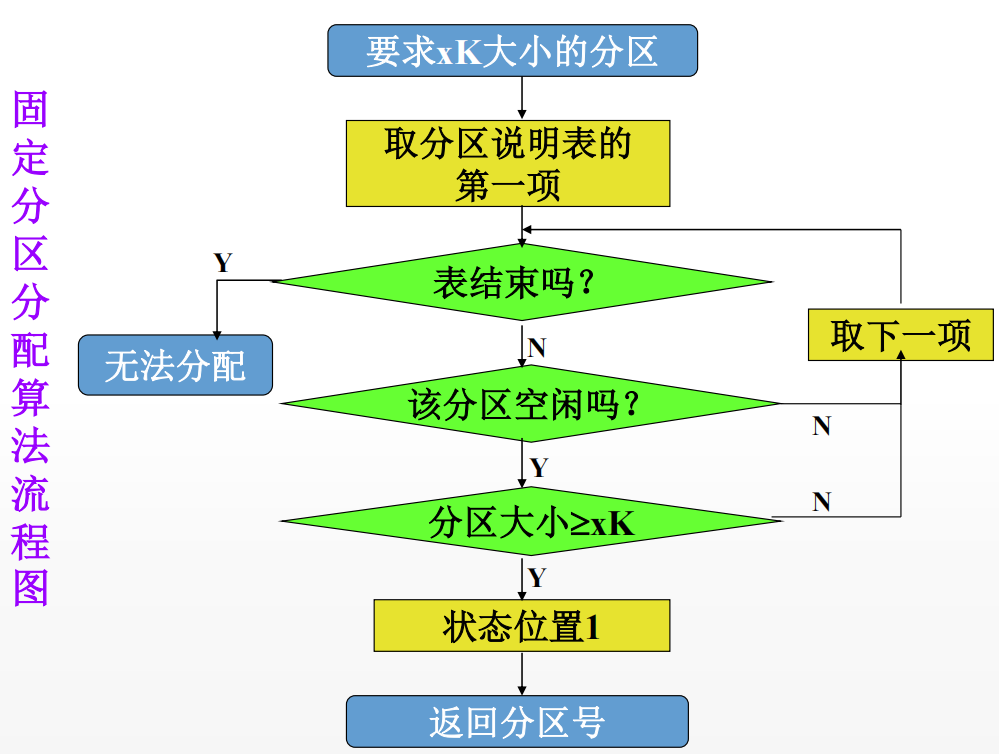 固定分区分配算法流程图
要求xK大小的分区
取分区说明表的
第一项
表结束吗?
Y
无法分配
N
取下一项
该分区空闲吗?
N
Y
分区大小≥xK
N
Y
状态位置1
返回分区号